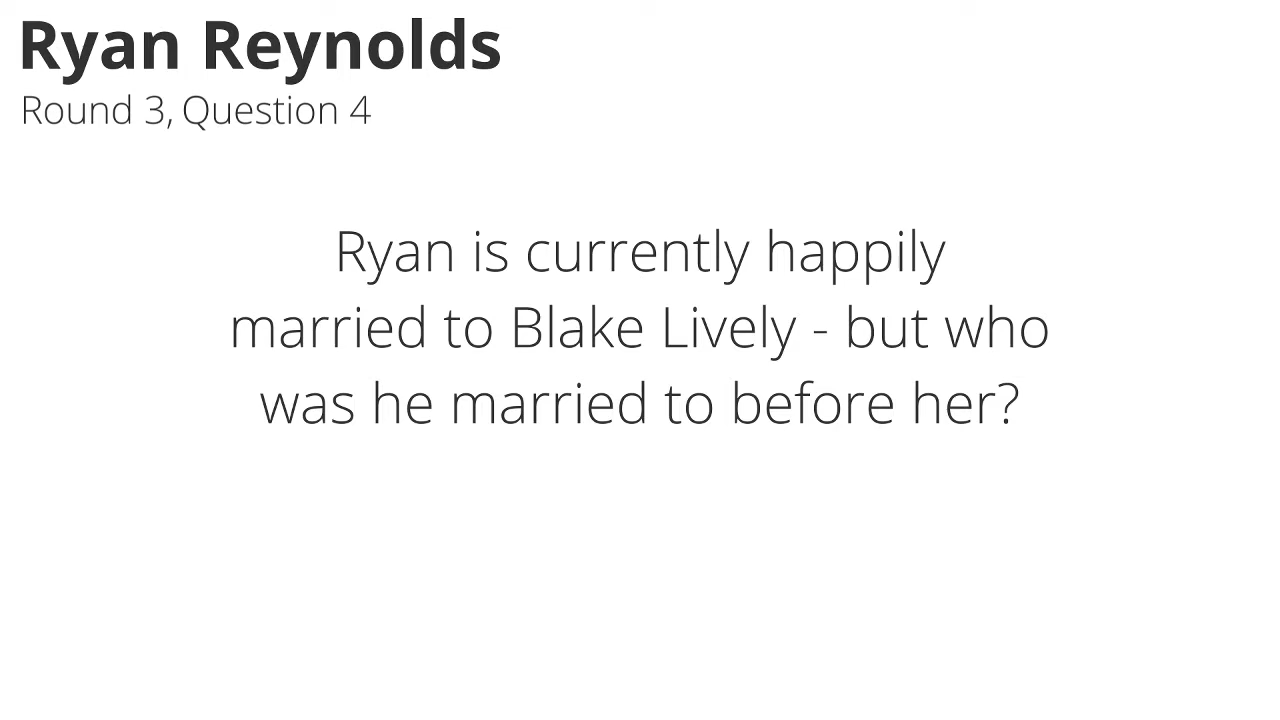 Ryan Reynolds
Round 3, Question 4
Ryan is currently happily
married to Blake Lively - but who
was he married to before her?